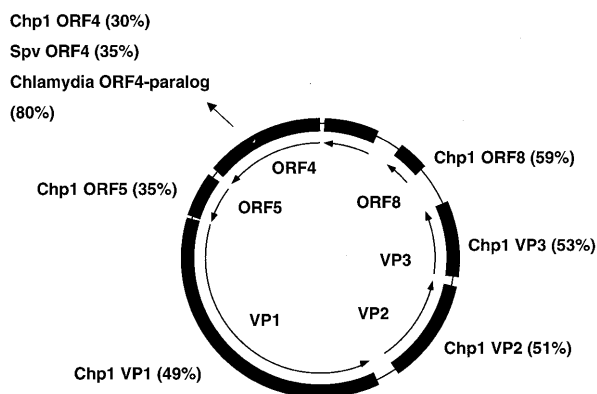 Chp1 ORF4 (30%)
Spv ORF4 (35%)
Chlamydia ORF4-paralog
(80%)
Chp1 ORF8 (59%)
ORF4
Chp1 ORF5 (35%)
ORF5
ORF8
Chp1 VP3 (53%)
VP3
VP1
VP2
Chp1 VP2 (51%)
Chp1 VP1 (49%)